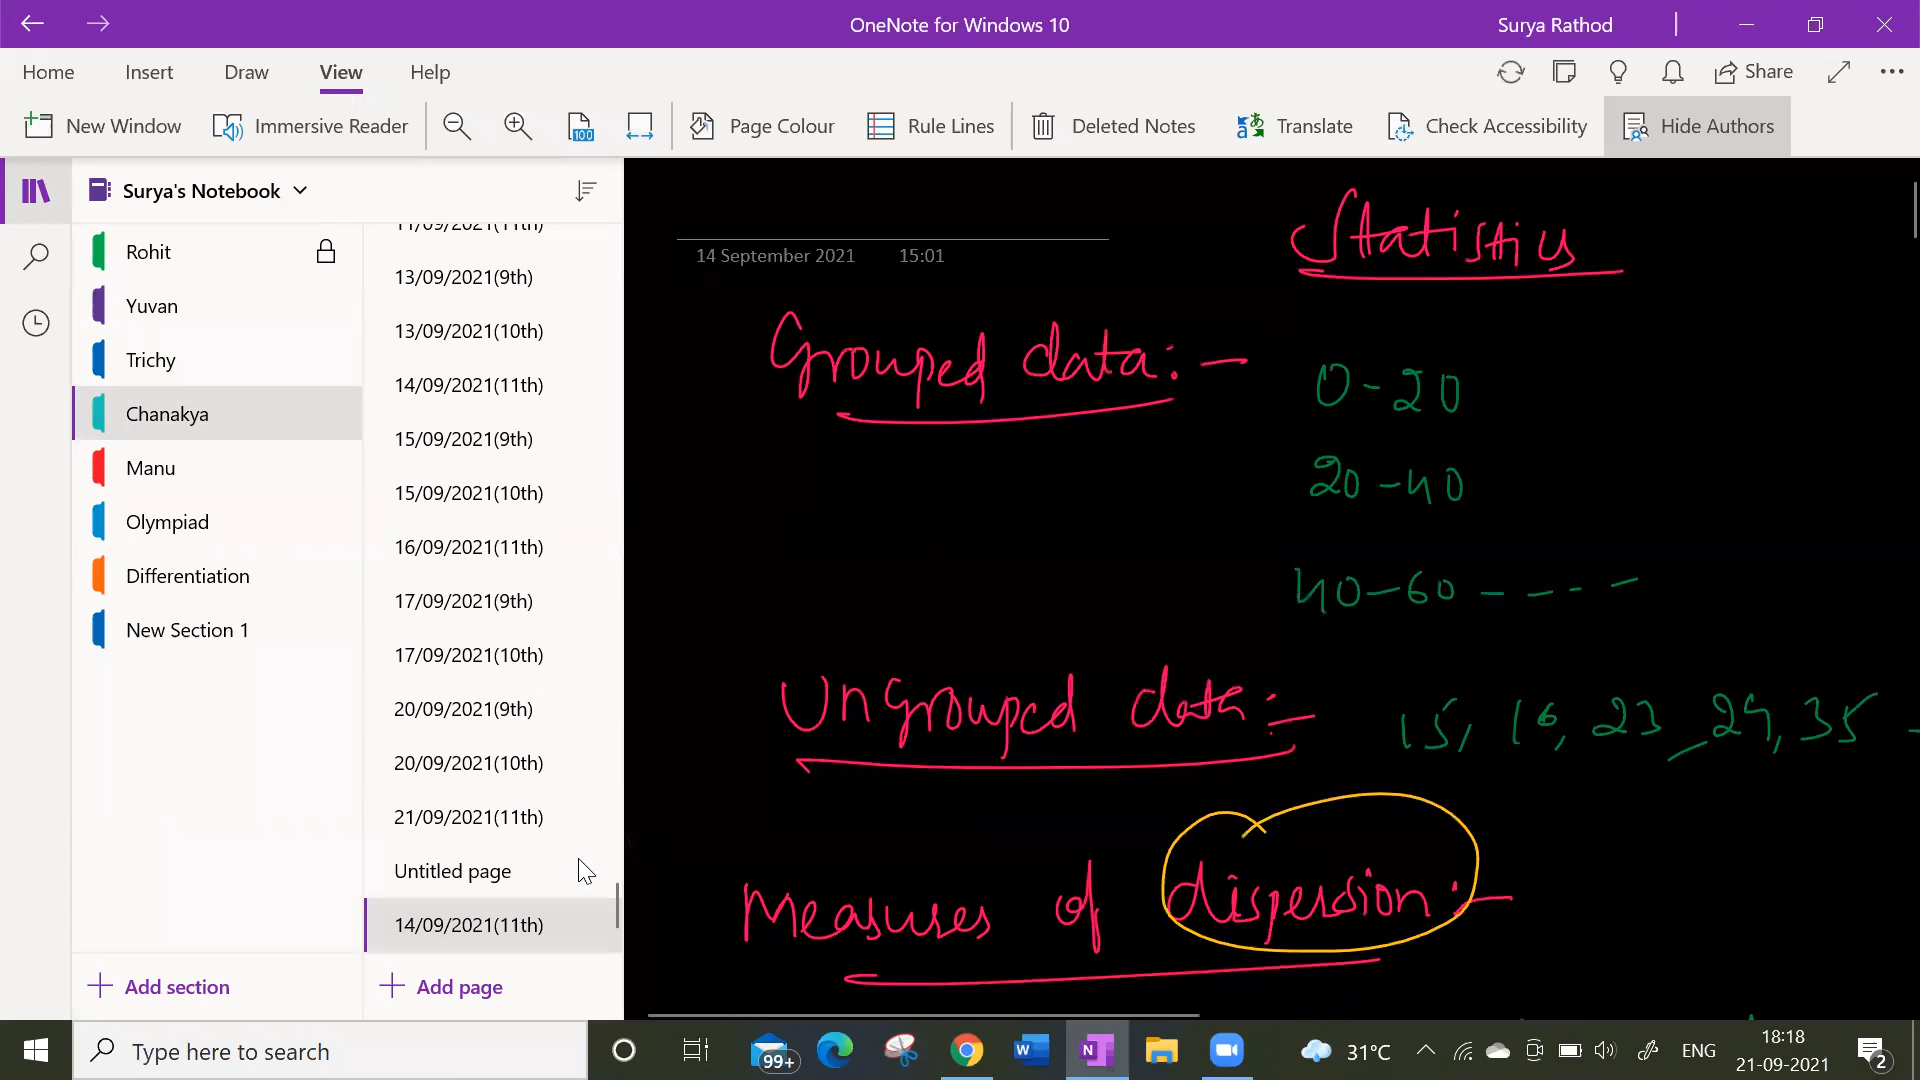 OneNote for Windows 10
Surya Rathod
Home Insert Draw View Help
Share
New Window Immersive Reader Page Colour Rule Lines Deleted Notes Translate Check Accessibility Hide Authors
Surya's Notebook
Rohit
Yuvan
Trichy
Chanakya
Manu
Olympiad
Differentiation
New Section 1
Add section
11/09/2021(11th)
13/09/2021(9th)
13/09/2021(10th)
14/09/2021(11th)
15/09/2021(9th)
15/09/2021(10th)
16/09/2021(11th)
17/09/2021(9th)
17/09/2021(10th)
20/09/2021(9th)
20/09/2021(10th)
21/09/2021(11th)
Untitled page
14/09/2021(11th)
Add page
Statistics
14 September 2021 15:01
Grouped data:-
0-20
20-40
40-60 - - - -
Ungrouped data:-
15, 16, 23, 29, 35 -
Measures of dispersion:-
Type here to search
99+
31°C
ENG
18:18
21-09-2021
2